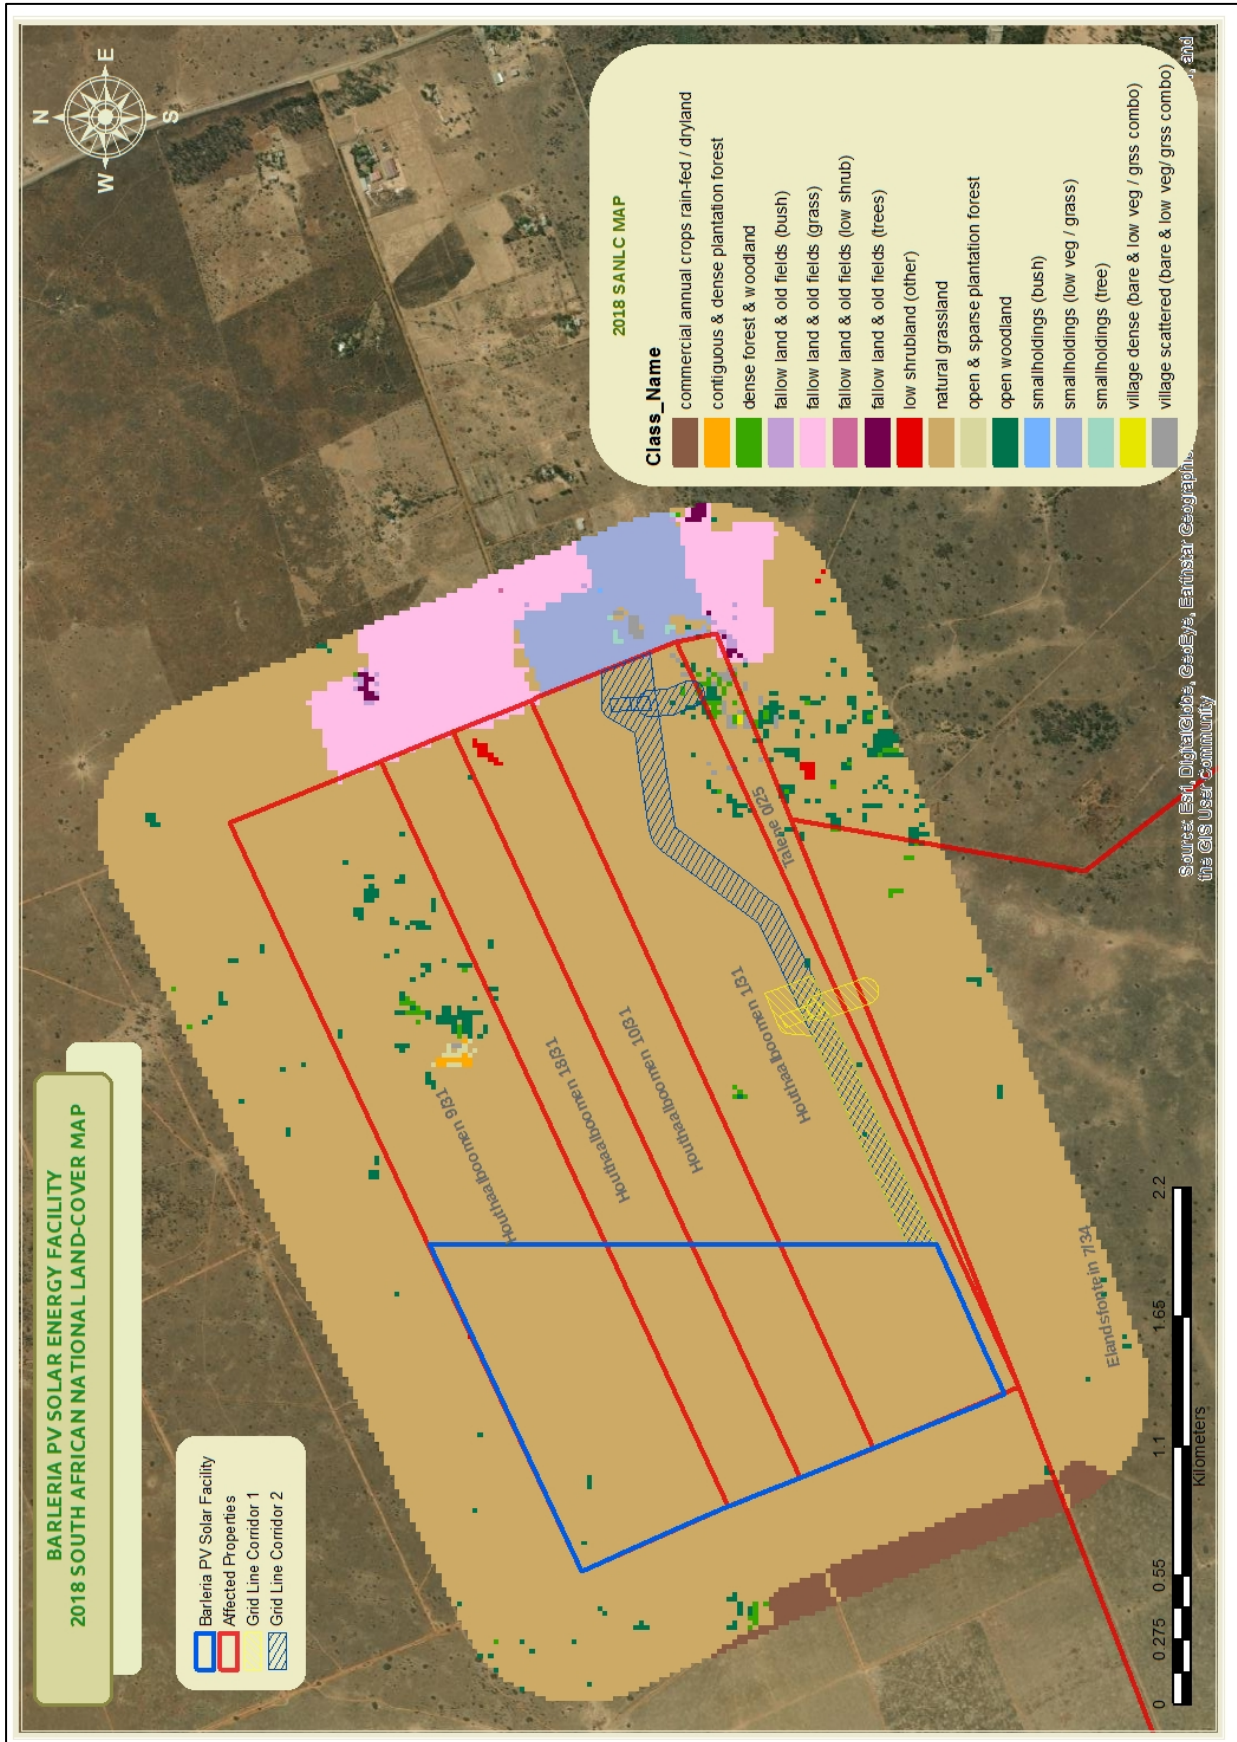 BARLERIA PV SOLAR ENERGY FACILITY
2018 SOUTH AFRICAN NATIONAL LAND-COVER MAP
N
W
E
S
Barleria PV Solar Facility
Affected Properties
Grid Line Corridor 1
Grid Line Corridor 2
Houthaalboomen 9/31
Houthaalboomen 18/31
Houthaalboomen 10/31
Houthaalboomen 1/31
Talene 0/25
Elandsfontein 7/34
2018 SANLC MAP
Class_Name
commercial annual crops rain-fed / dryland
contiguous & dense plantation forest
dense forest & woodland
fallow land & old fields (bush)
fallow land & old fields (grass)
fallow land & old fields (low shrub)
fallow land & old fields (trees)
low shrubland (other)
natural grassland
open & sparse plantation forest
open woodland
smallholdings (bush)
smallholdings (low veg / grass)
smallholdings (tree)
village dense (bare & low veg / grss combo)
village scattered (bare & low veg/ grss combo)
0 0.275 0.55 1.1 1.65 2.2
Kilometers
Source: Esri, DigitalGlobe, GeoEye, Earthstar Geographic and
the GIS User Community